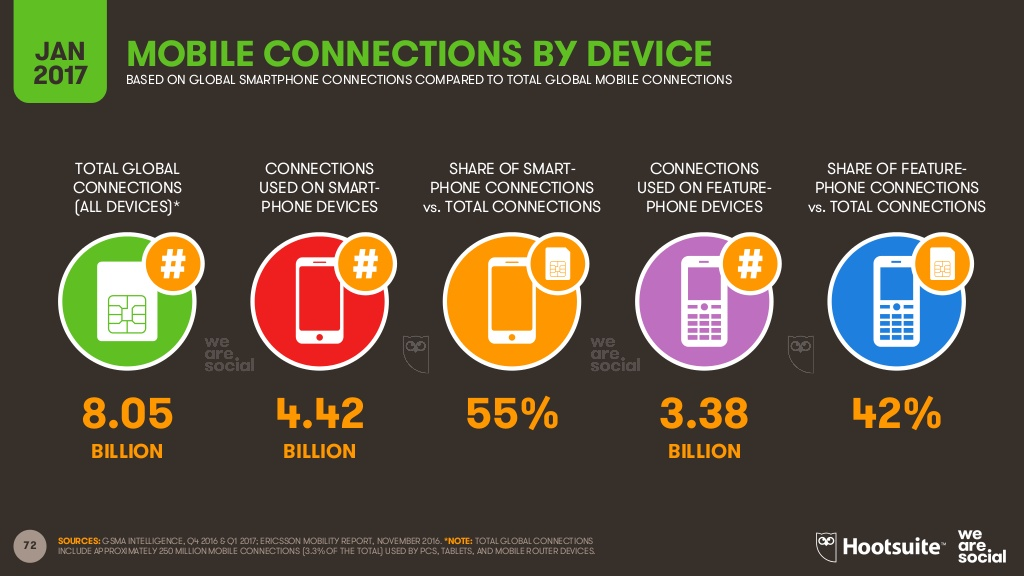 JAN
2017
MOBILE CONNECTIONS BY DEVICE
BASED ON GLOBAL SMARTPHONE CONNECTIONS COMPARED TO TOTAL GLOBAL MOBILE CONNECTIONS
TOTAL GLOBAL
CONNECTIONS
(ALL DEVICES)*
#
8.05
BILLION
CONNECTIONS
USED ON SMART-
PHONE DEVICES
#
4.42
BILLION
SHARE OF SMART-
PHONE CONNECTIONS
vs. TOTAL CONNECTIONS
55%
CONNECTIONS
USED ON FEATURE-
PHONE DEVICES
#
3.38
BILLION
SHARE OF FEATURE-
PHONE CONNECTIONS
vs. TOTAL CONNECTIONS
42%
we
are
social
we
are
social
72
SOURCES: GSMA INTELLIGENCE, Q4 2016 & Q1 2017; ERICSSON MOBILITY REPORT, NOVEMBER 2016. *NOTE: TOTAL GLOBAL CONNECTIONS
INCLUDE APPROXIMATELY 250 MILLION MOBILE CONNECTIONS (3.3% OF THE TOTAL) USED BY PCS, TABLETS, AND MOBILE ROUTER DEVICES.
Hootsuite™
we
are
social